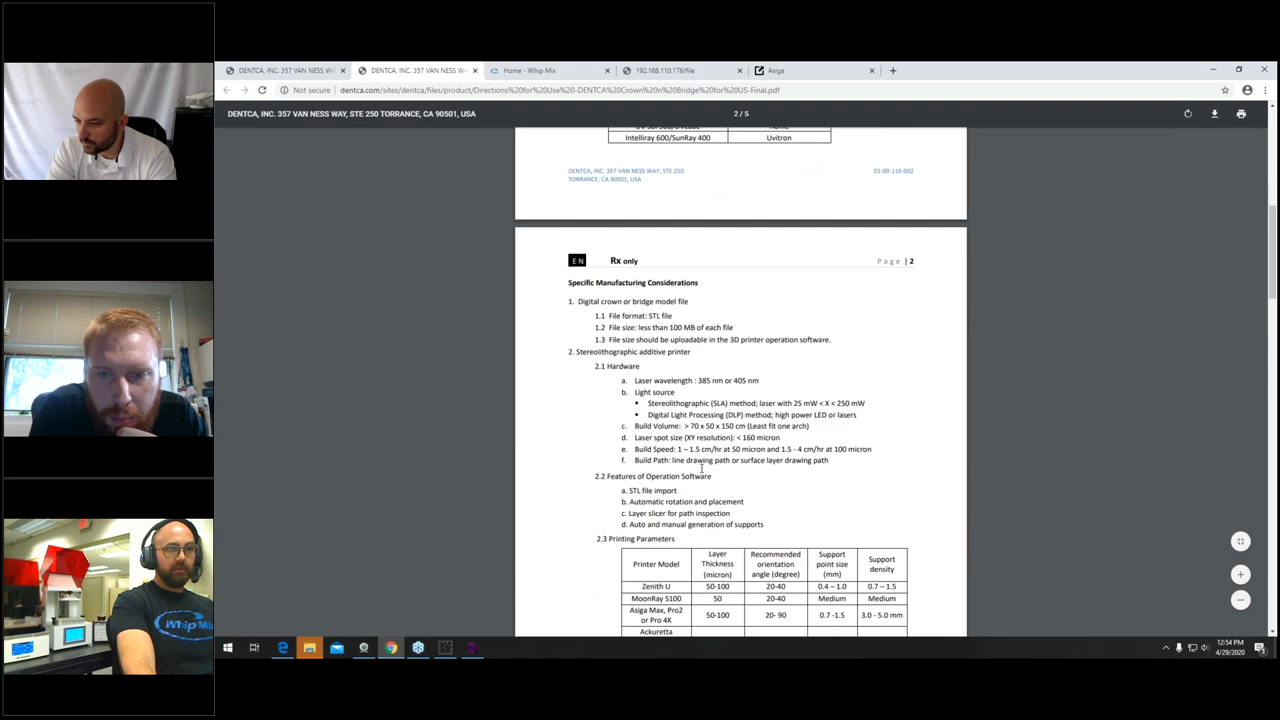 DENTCA, INC. 357 VAN NESS W
DENTCA, INC. 357 VAN NESS W
Home - Whip Mix
192.168.110.176/file
Asiga
Not secure
dentca.com/sites/dentca/files/product/Directions%20for%20Use%20-DENTCA%20Crown%20n%20Bridge%20for%20US-Final.pdf
DENTCA, INC. 357 VAN NESS WAY, STE 250 TORRANCE, CA 90501, USA
2 / 5
Intelliray 600/SunRay 400 Uvitron
DENTCA, INC. 357 VAN NESS WAY, STE 250
TORRANCE, CA 90501, USA
01-09-116-002
EN Rx only Page | 2
Specific Manufacturing Considerations
1. Digital crown or bridge model file
1.1 File format: STL file
1.2 File size: less than 100 MB of each file
1.3 File size should be uploadable in the 3D printer operation software.
2. Stereolithographic additive printer
2.1 Hardware
a. Laser wavelength : 385 nm or 405 nm
b. Light source
▪ Stereolithographic (SLA) method; laser with 25 mW < X < 250 mW
▪ Digital Light Processing (DLP) method; high power LED or lasers
c. Build Volume: > 70 x 50 x 150 cm (Least fit one arch)
d. Laser spot size (XY resolution): < 160 micron
e. Build Speed: 1 – 1.5 cm/hr at 50 micron and 1.5 - 4 cm/hr at 100 micron
f. Build Path: line drawing path or surface layer drawing path
2.2 Features of Operation Software
a. STL file import
b. Automatic rotation and placement
c. Layer slicer for path inspection
d. Auto and manual generation of supports
2.3 Printing Parameters
Printer Model
Layer Thickness (micron)
Recommended orientation angle (degree)
Support point size (mm)
Support density
Zenith U 50-100 20-40 0.4 – 1.0 0.7 – 1.5
MoonRay S100 50 20-40 Medium Medium
Asiga Max, Pro2 or Pro 4K 50-100 20- 90 0.7 -1.5 3.0 - 5.0 mm
Ackuretta
12:54 PM
4/29/2020
Whip Mix